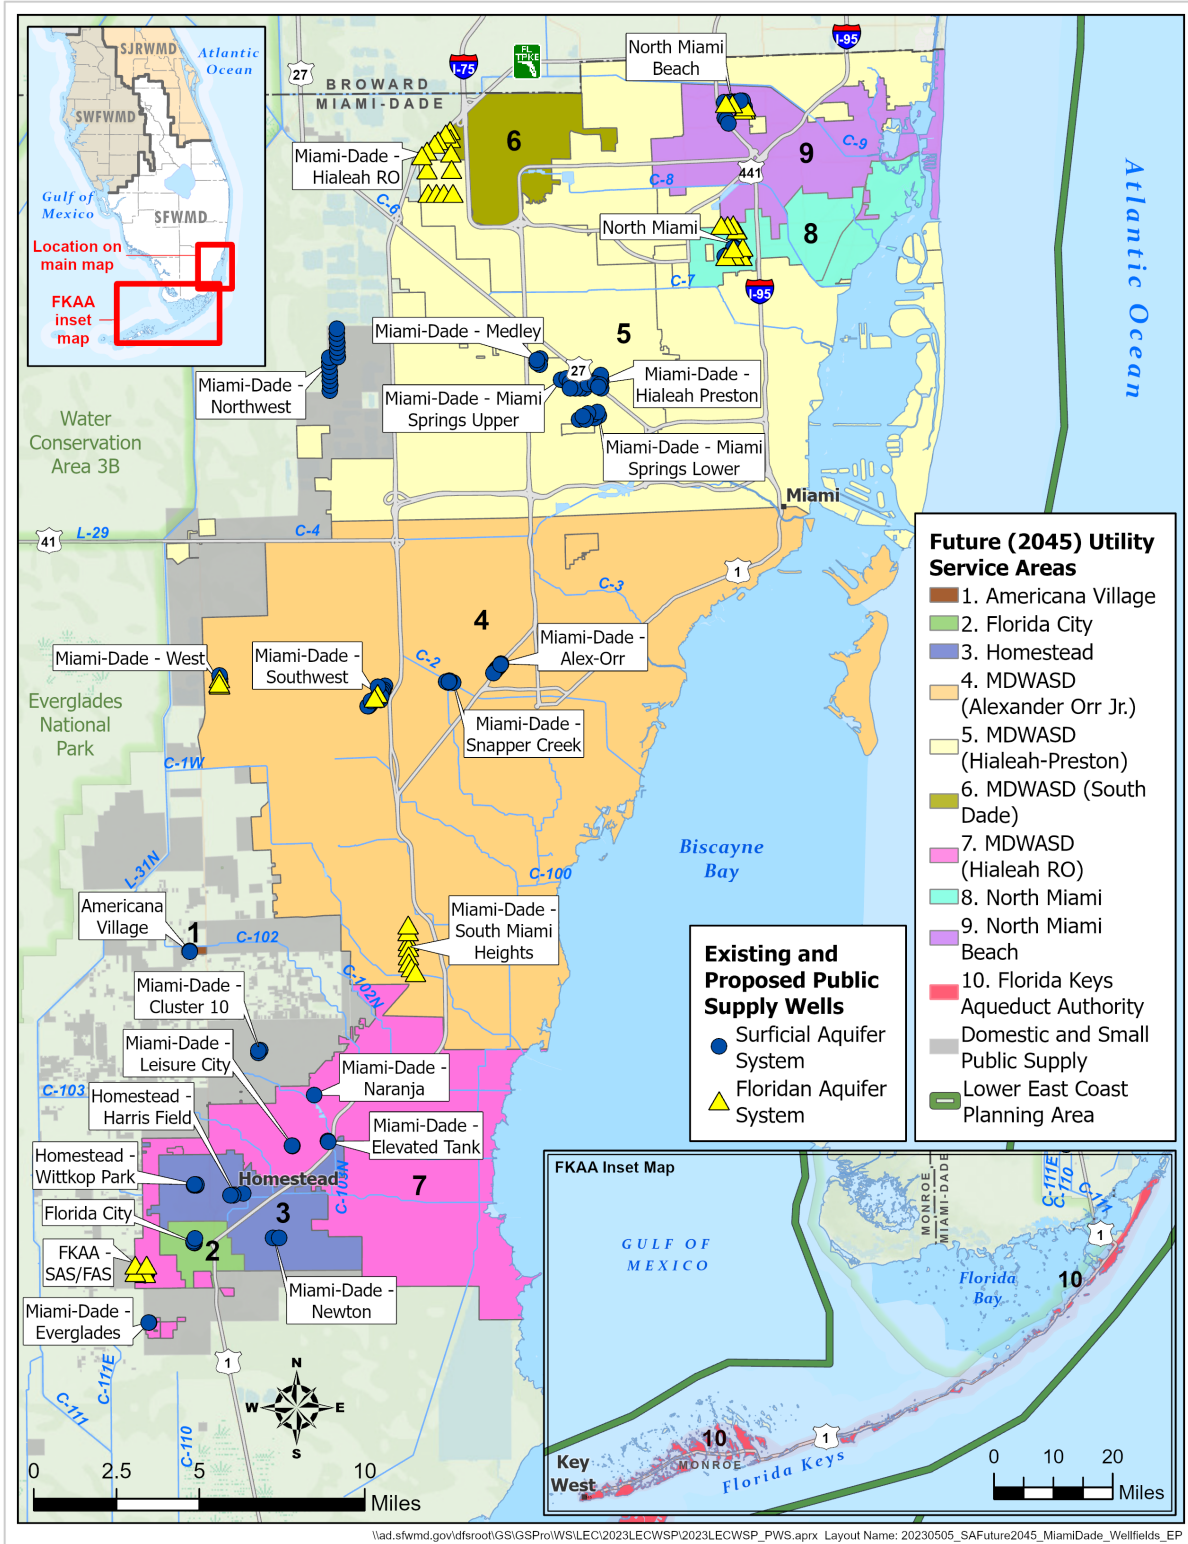 SJRWMD
Atlantic
Ocean
SWFWMD
Gulf of
Mexico
SFWMD
Location on
main map
FKAA
inset
map
27
I-75
FL
TPKE
North Miami
Beach
I-95
BROWARD
MIAMI-DADE
6
9
C-9
Miami-Dade -
Hialeah RO
441
C-8
C-6
North Miami
8
C-7
I-95
Atlantic Ocean
Miami-Dade - Medley
5
27
Miami-Dade -
Northwest
Miami-Dade - Miami
Springs Upper
Miami-Dade -
Hialeah Preston
Miami-Dade - Miami
Springs Lower
Water
Conservation
Area 3B
Miami
41
L-29
C-4
1
C-3
4
Miami-Dade - West
Miami-Dade -
Southwest
C-2
Miami-Dade -
Alex-Orr
Miami-Dade -
Snapper Creek
Everglades
National
Park
C-1W
Biscayne
Bay
L-31N
C-100
Americana
Village
1
C-102
Miami-Dade -
South Miami
Heights
C-102N
Miami-Dade -
Cluster 10
Miami-Dade -
Leisure City
Miami-Dade -
Naranja
C-103
Homestead -
Harris Field
Miami-Dade -
Elevated Tank
Homestead -
Wittkop Park
Homestead
C-103N
7
Florida City
3
2
FKAA -
SAS/FAS
Miami-Dade -
Newton
Miami-Dade -
Everglades
1
C-111E
C-111
C-110
N
W
E
S
0
2.5
5
10
Miles
Future (2045) Utility
Service Areas
1. Americana Village
2. Florida City
3. Homestead
4. MDWASD
(Alexander Orr Jr.)
5. MDWASD
(Hialeah-Preston)
6. MDWASD (South
Dade)
7. MDWASD
(Hialeah RO)
8. North Miami
9. North Miami
Beach
10. Florida Keys
Aqueduct Authority
Domestic and Small
Public Supply
Lower East Coast
Planning Area
Existing and
Proposed Public
Supply Wells
Surficial Aquifer
System
Floridan Aquifer
System
FKAA Inset Map
MONROE
MIAMI-DADE
C-111E
C-110
C-111
1
GULF OF
MEXICO
Florida
Bay
10
10
1
MONROE
Key
West
Florida Keys
0
10
20
Miles
\\ad.sfwmd.gov\dfsroot\GS\GSPro\WS\LEC\2023LECWSP\2023LECWSP_PWS.aprx Layout Name: 20230505_SAFuture2045_MiamiDade_Wellfields_EP